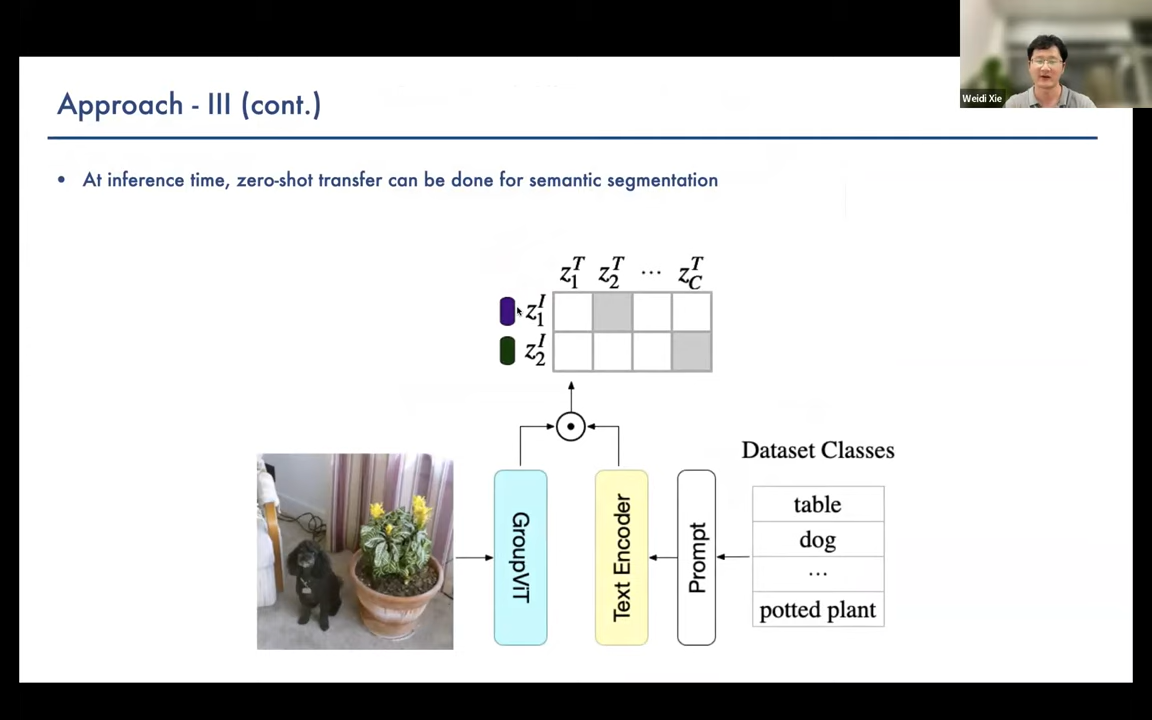 Weidi Xie
Approach - III (cont.)
• At inference time, zero-shot transfer can be done for semantic segmentation
z_1^T z_2^T ⋯ z_C^T
z_1^I
z_2^I
Dataset Classes
GroupViT
Text Encoder
Prompt
table
dog
⋯
potted plant